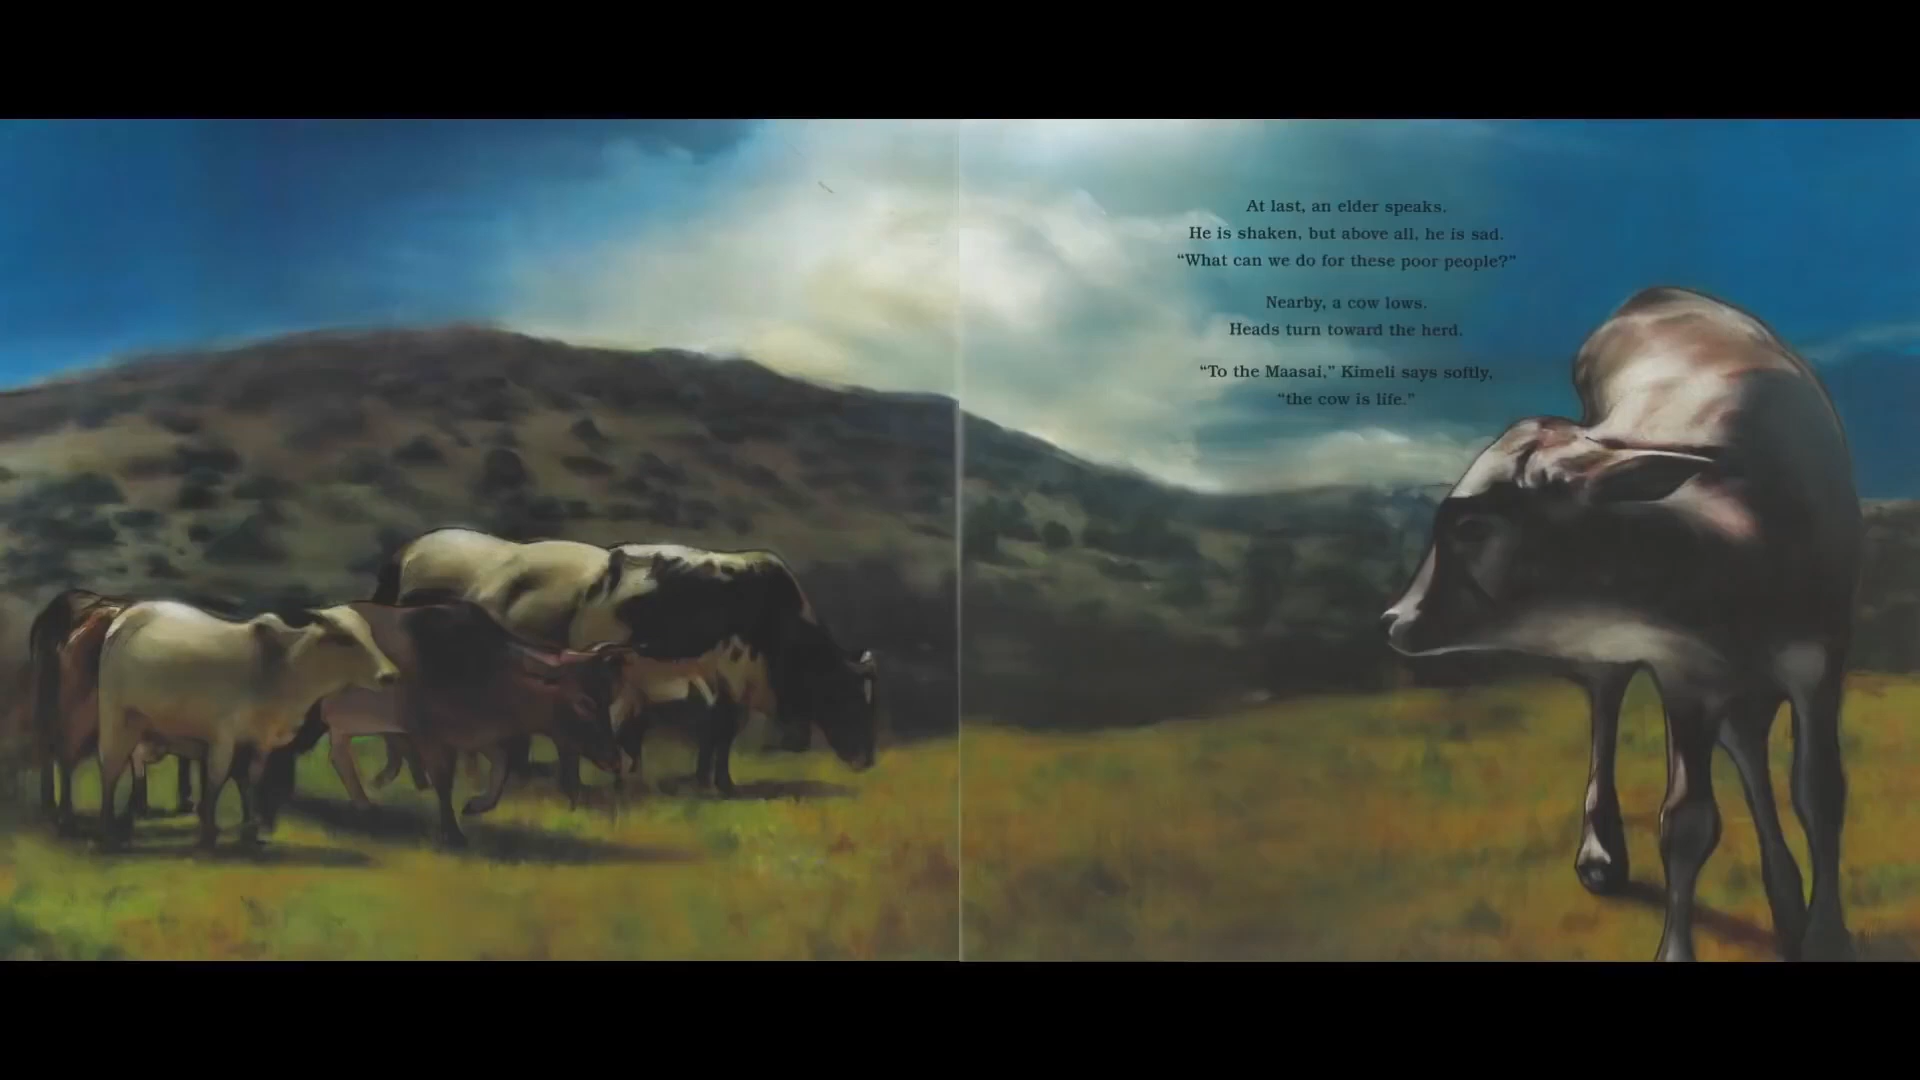 At last, an elder speaks.
He is shaken, but above all, he is sad.
“What can we do for these poor people?”
Nearby, a cow lows.
Heads turn toward the herd.
“To the Maasai,” Kimeli says softly,
“the cow is life.”